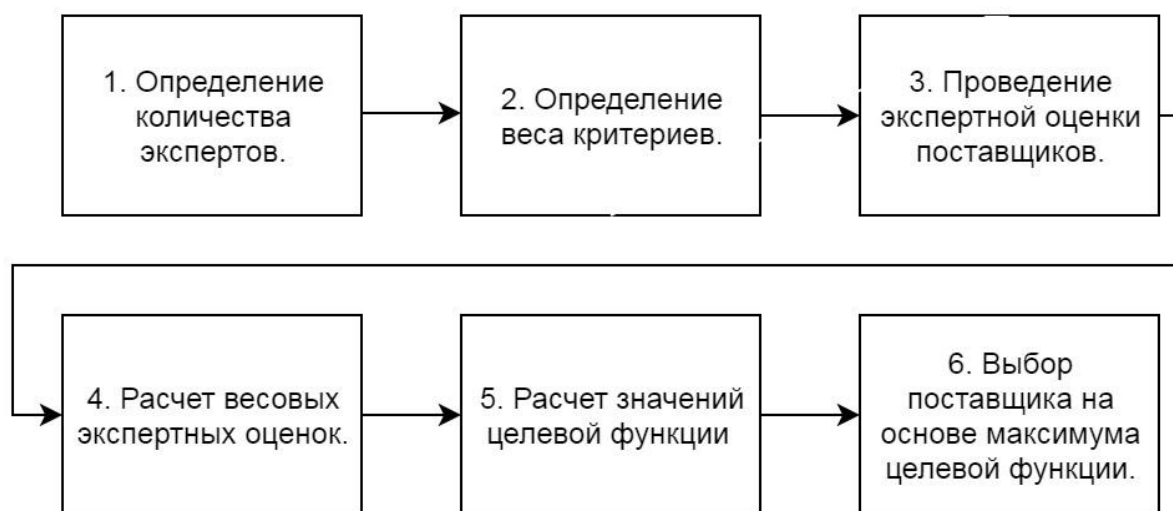 1. Определение
количества
экспертов.
2. Определение
веса критериев.
3. Проведение
экспертной оценки
поставщиков.
4. Расчет весовых
экспертных оценок.
5. Расчет значений
целевой функции
6. Выбор
поставщика на
основе максимума
целевой функции.